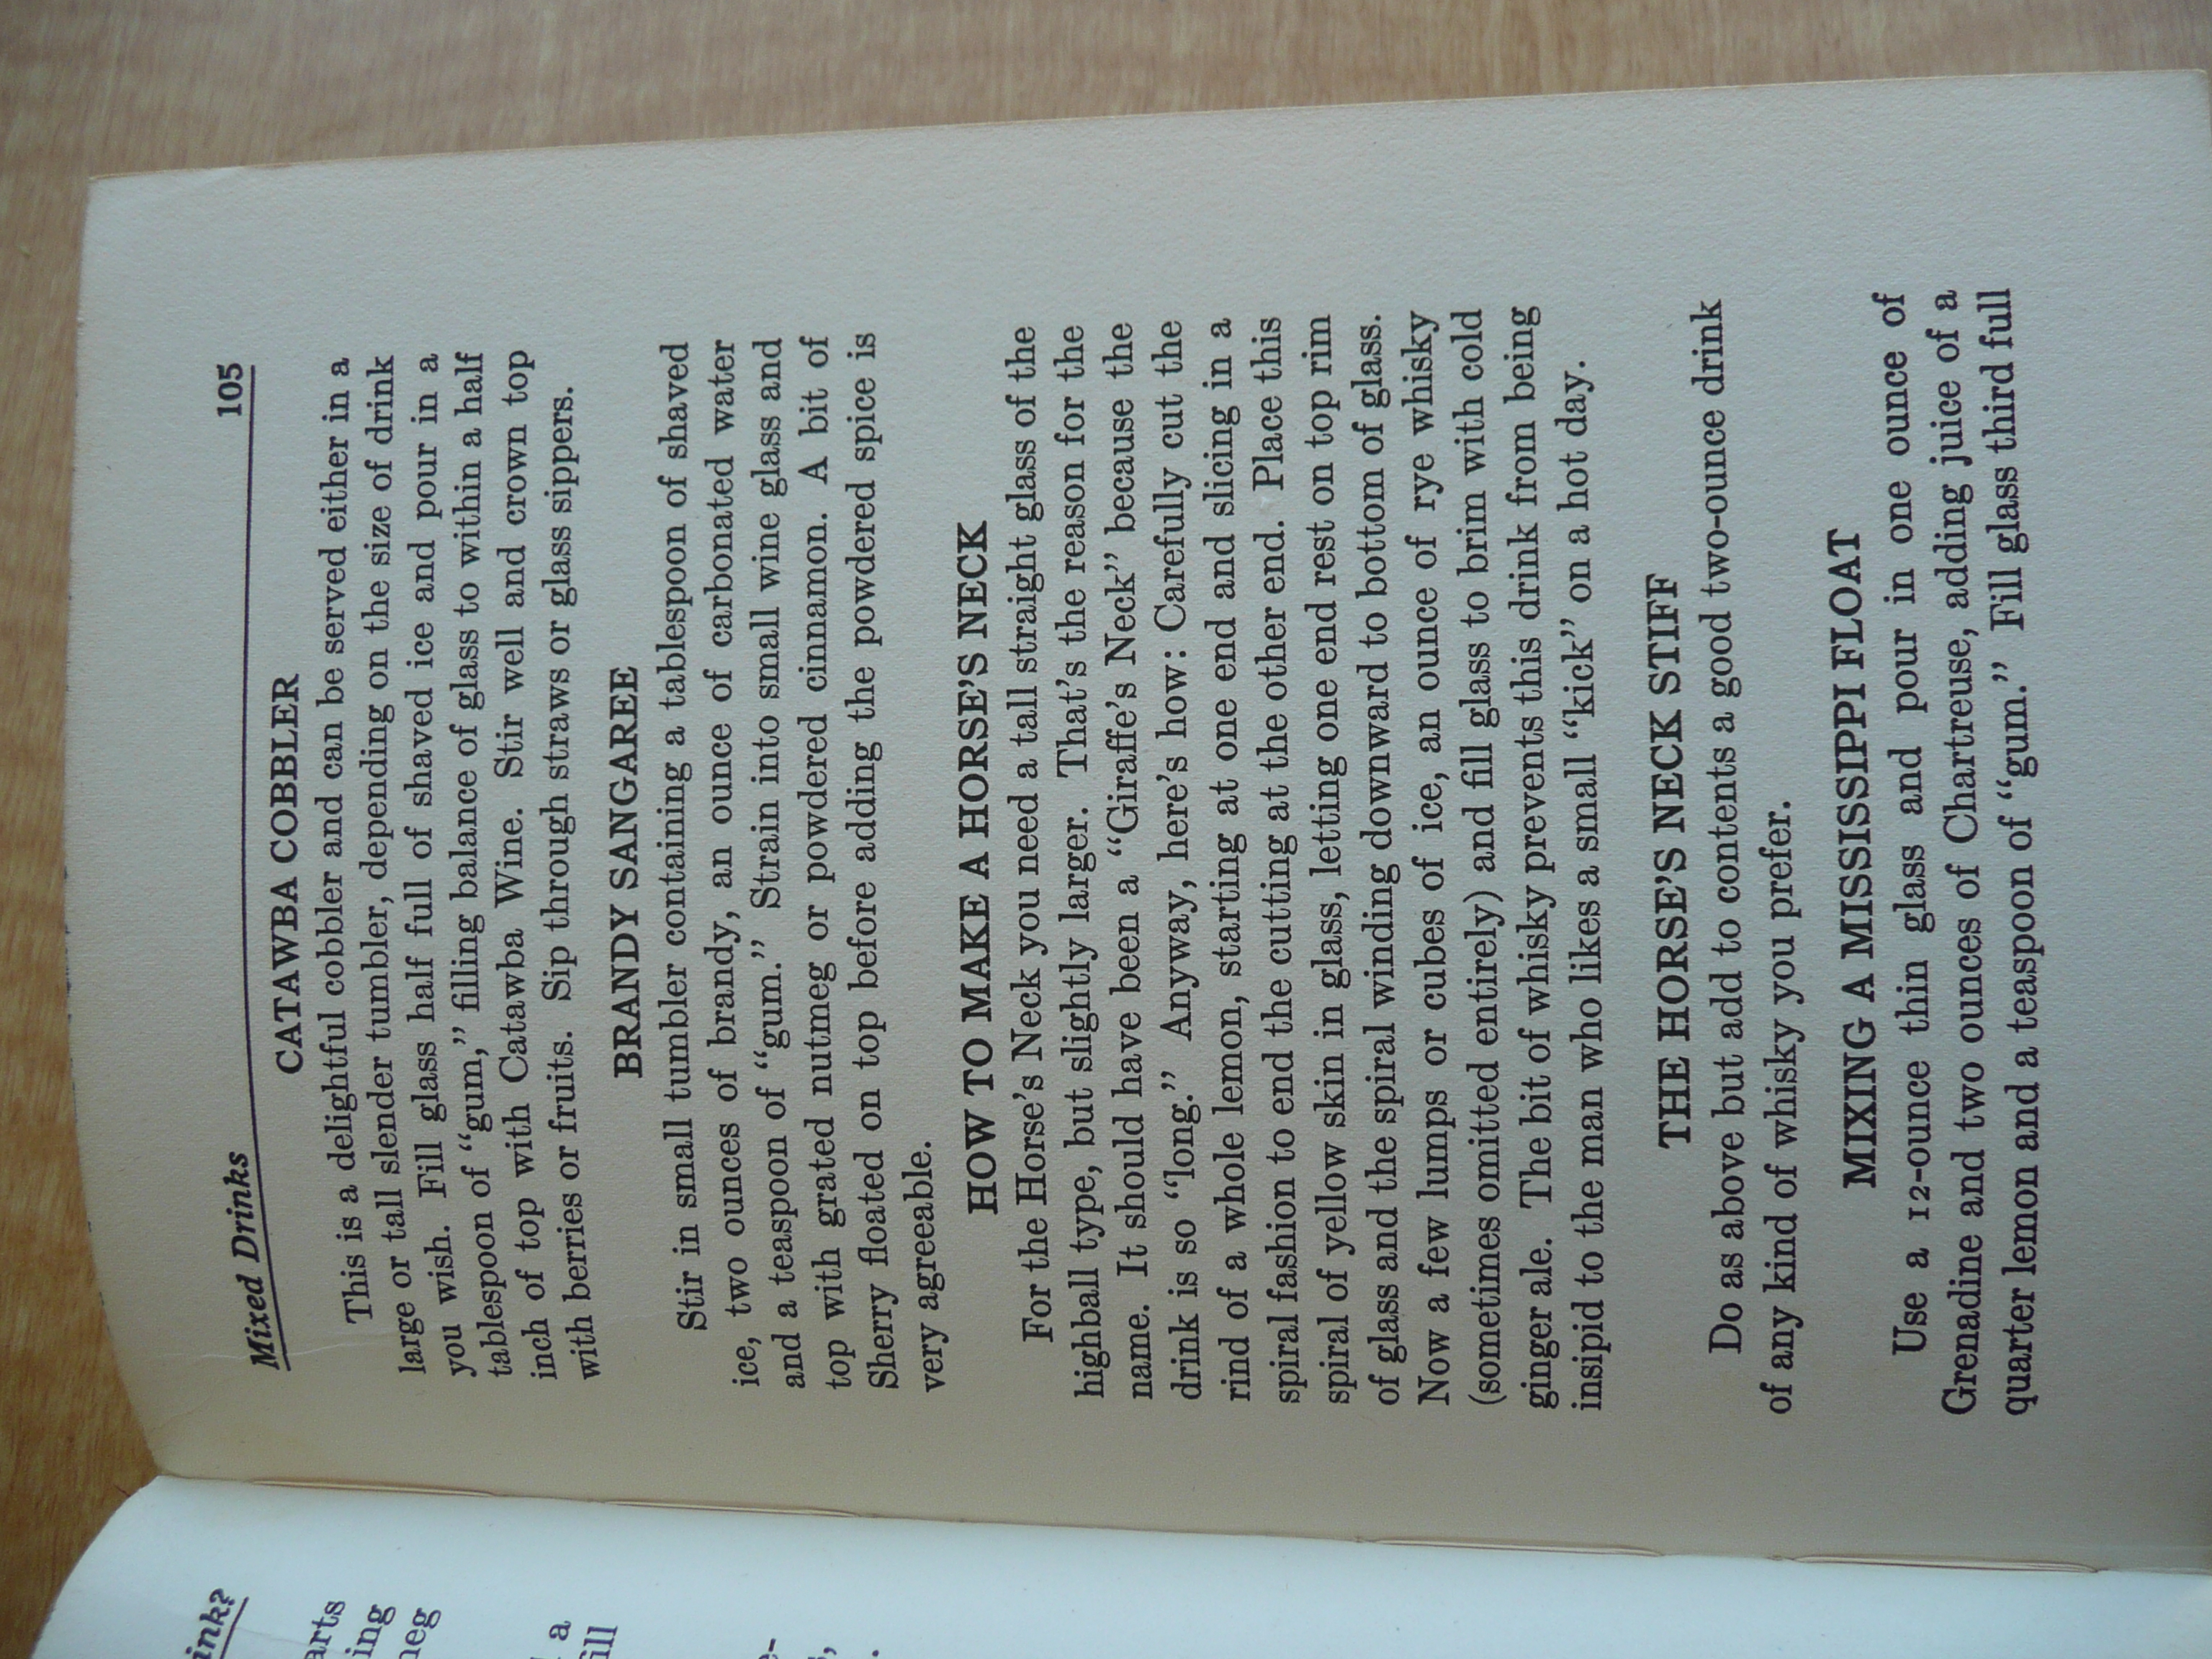 ink?
arts
ing
neg
a
fill
e-
s,
.
Mixed Drinks 105
CATAWBA COBBLER
This is a delightful cobbler and can be served either in a
large or tall slender tumbler, depending on the size of drink
you wish. Fill glass half full of shaved ice and pour in a
tablespoon of “gum,” filling balance of glass to within a half
inch of top with Catawba Wine. Stir well and crown top
with berries or fruits. Sip through straws or glass sippers.
BRANDY SANGAREE
Stir in small tumbler containing a tablespoon of shaved
ice, two ounces of brandy, an ounce of carbonated water
and a teaspoon of “gum.” Strain into small wine glass and
top with grated nutmeg or powdered cinnamon. A bit of
Sherry floated on top before adding the powdered spice is
very agreeable.
HOW TO MAKE A HORSE’S NECK
For the Horse’s Neck you need a tall straight glass of the
highball type, but slightly larger. That’s the reason for the
name. It should have been a “Giraffe’s Neck” because the
drink is so “long.” Anyway, here’s how: Carefully cut the
rind of a whole lemon, starting at one end and slicing in a
spiral fashion to end the cutting at the other end. Place this
spiral of yellow skin in glass, letting one end rest on top rim
of glass and the spiral winding downward to bottom of glass.
Now a few lumps or cubes of ice, an ounce of rye whisky
(sometimes omitted entirely) and fill glass to brim with cold
ginger ale. The bit of whisky prevents this drink from being
insipid to the man who likes a small “kick” on a hot day.
THE HORSE’S NECK STIFF
Do as above but add to contents a good two-ounce drink
of any kind of whisky you prefer.
MIXING A MISSISSIPPI FLOAT
Use a 12-ounce thin glass and pour in one ounce of
Grenadine and two ounces of Chartreuse, adding juice of a
quarter lemon and a teaspoon of “gum.” Fill glass third full